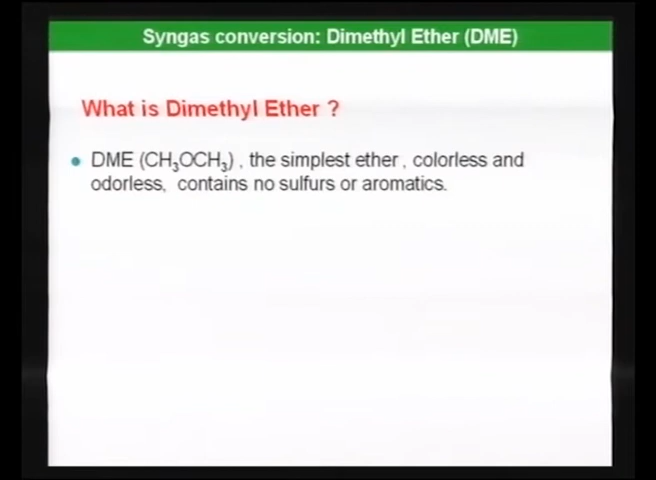 Syngas conversion: Dimethyl Ether (DME)
What is Dimethyl Ether ?
• DME (CH₃OCH₃) , the simplest ether , colorless and
odorless, contains no sulfurs or aromatics.